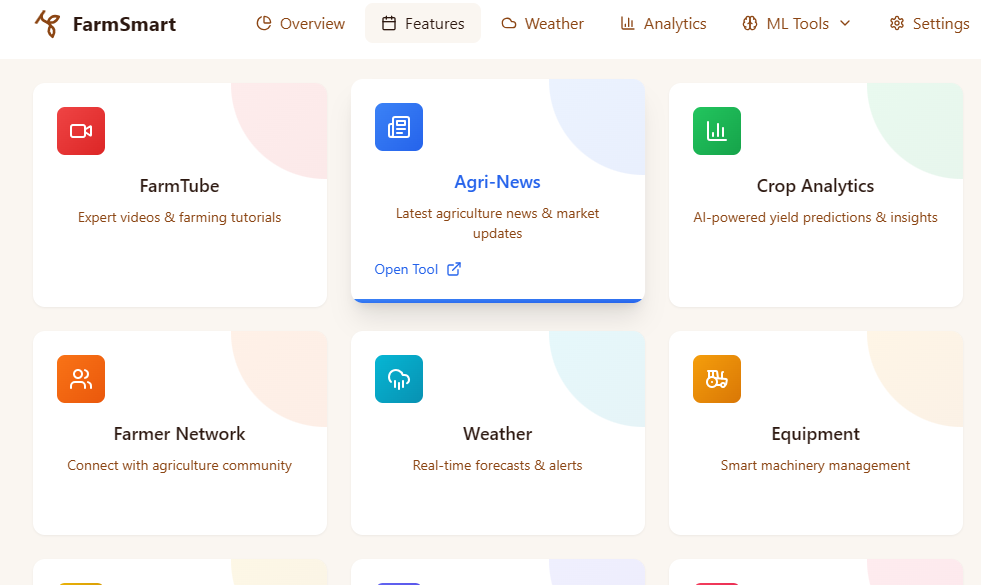 FarmSmart
Overview
Features
Weather
Analytics
ML Tools
Settings
FarmTube
Expert videos & farming tutorials
Agri-News
Latest agriculture news & market
updates
Open Tool
Crop Analytics
AI-powered yield predictions & insights
Farmer Network
Connect with agriculture community
Weather
Real-time forecasts & alerts
Equipment
Smart machinery management